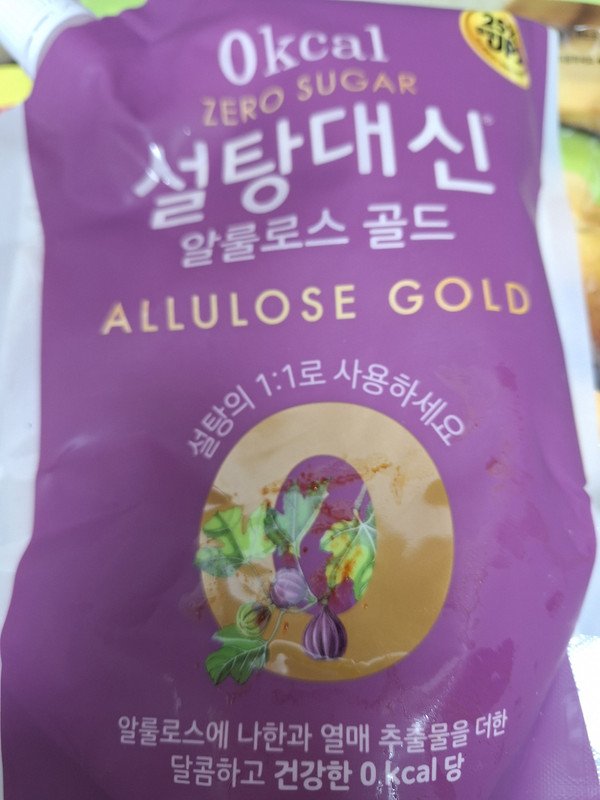 0kcal
ZERO SUGAR
설탕대신
알룰로스 골드
ALLULOSE GOLD
설탕의 1:1로 사용하세요
알룰로스에 나한과 열매 추출물을 더한
달콤하고 건강한 0 kcal 당